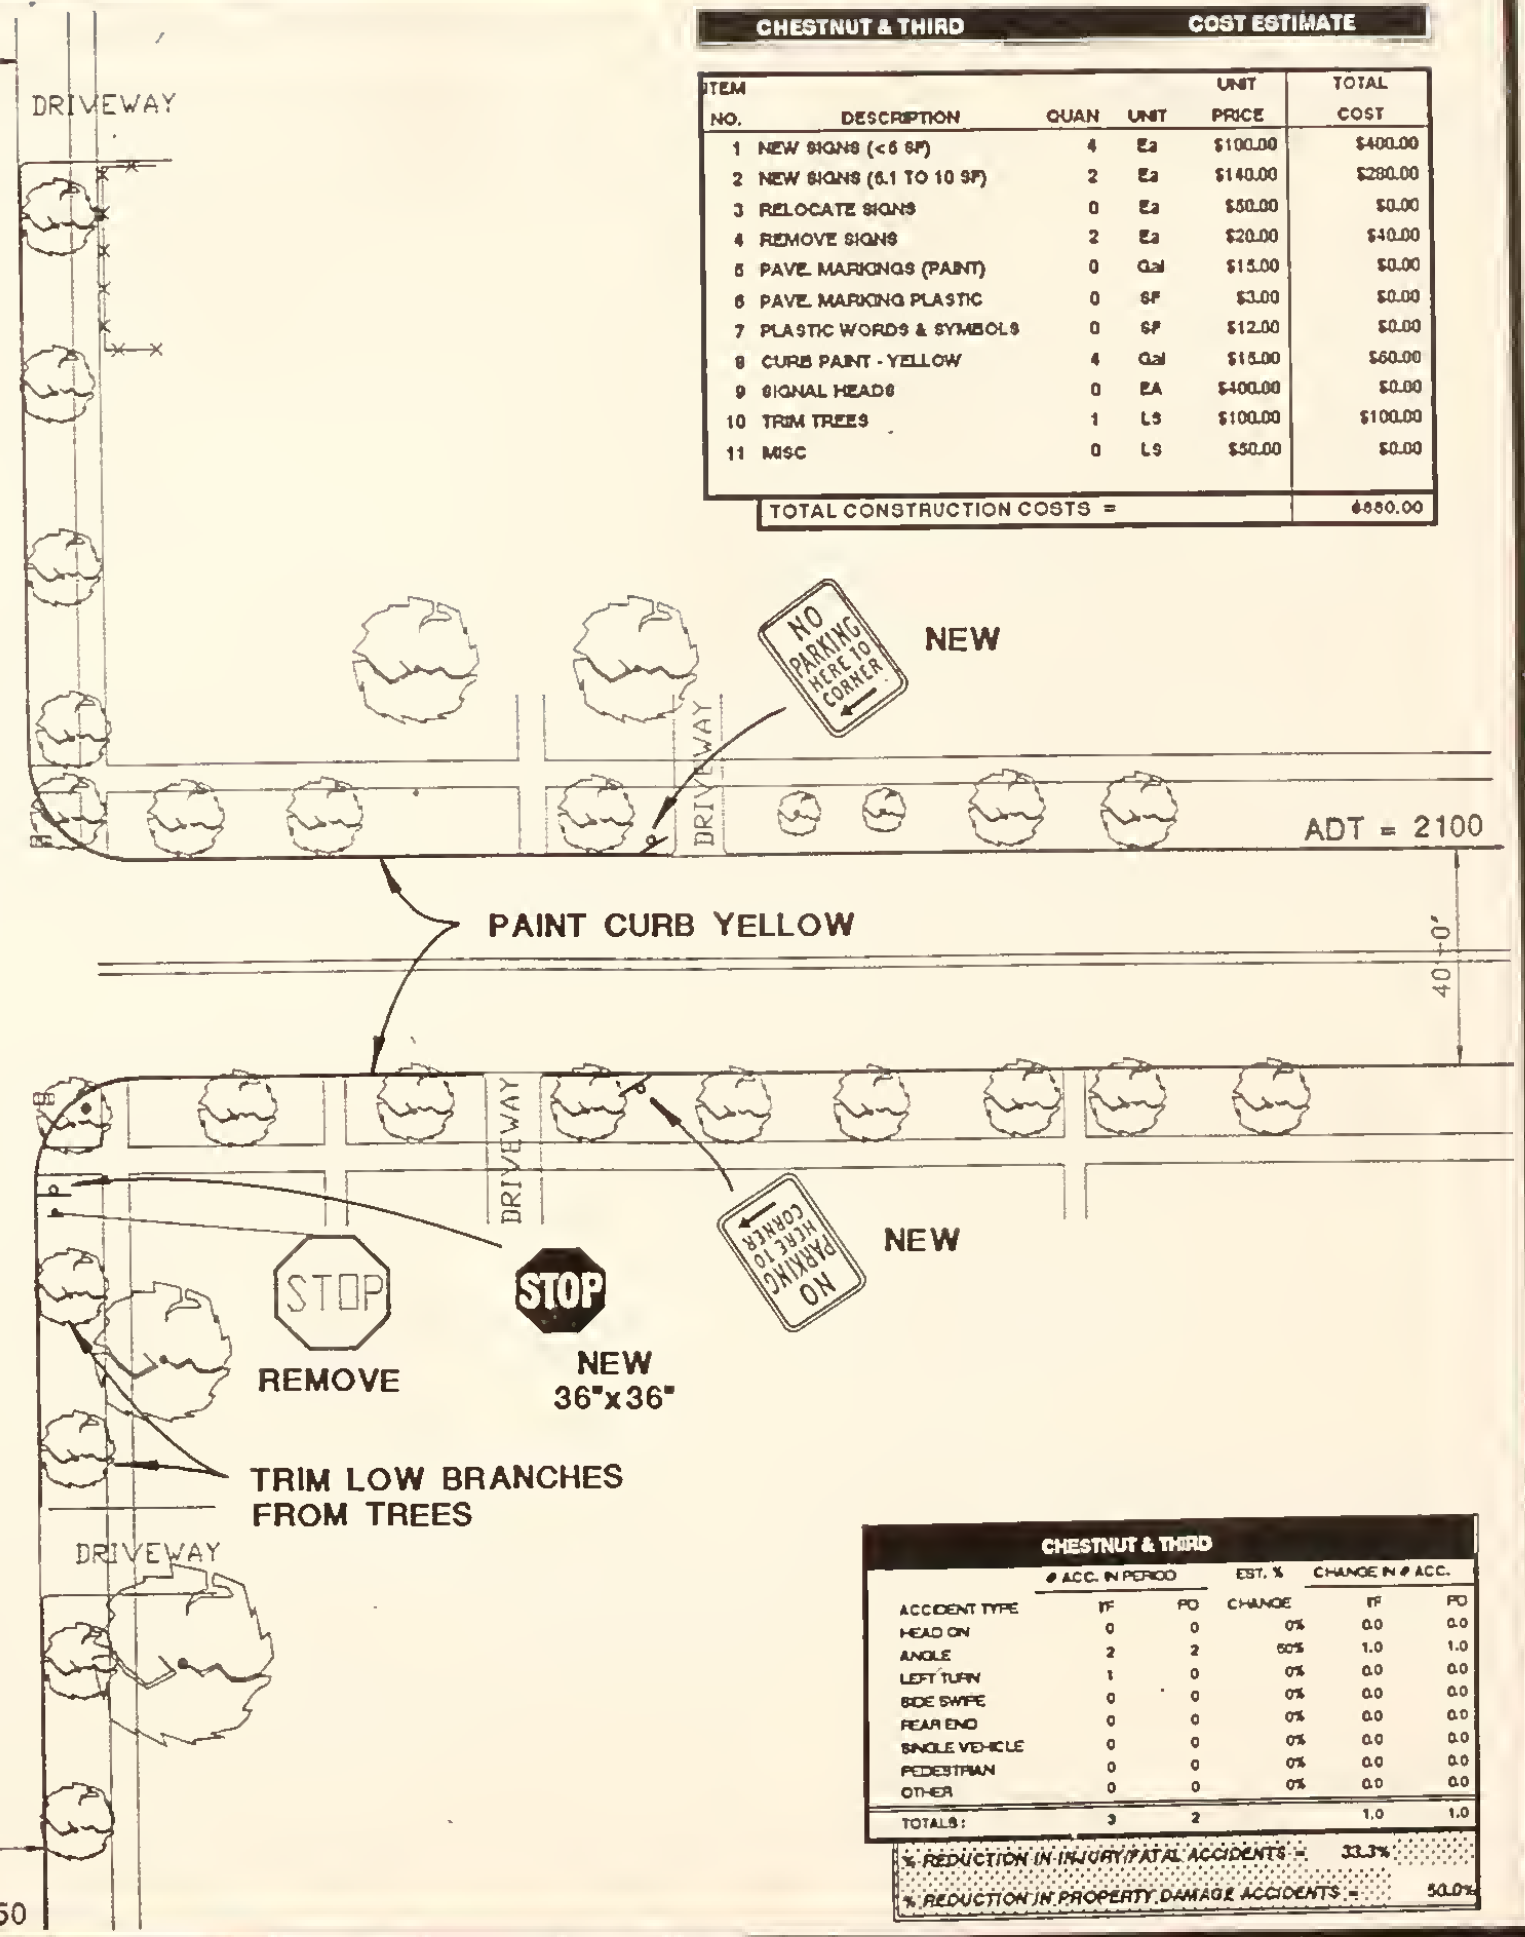 CHESTNUT & THIRD COST ESTIMATE
ITEM UNIT TOTAL
NO. DESCRIPTION QUAN UNIT PRICE COST
1 NEW SIGNS (<6 SF) 4 Ea $100.00 $400.00
2 NEW SIGNS (6.1 TO 10 SF) 2 Ea $140.00 $280.00
3 RELOCATE SIGNS 0 Ea $50.00 $0.00
4 REMOVE SIGNS 2 Ea $20.00 $40.00
5 PAVE. MARKINGS (PAINT) 0 Gal $15.00 $0.00
6 PAVE. MARKING PLASTIC 0 SF $3.00 $0.00
7 PLASTIC WORDS & SYMBOLS 0 SF $12.00 $0.00
8 CURB PAINT - YELLOW 4 Gal $15.00 $60.00
9 SIGNAL HEADS 0 EA $400.00 $0.00
10 TRIM TREES 1 LS $100.00 $100.00
11 MISC 0 LS $50.00 $0.00
TOTAL CONSTRUCTION COSTS = $880.00
DRIVEWAY
NO
PARKING
HERE TO
CORNER
NEW
DRIVEWAY
ADT = 2100
PAINT CURB YELLOW
40'-0"
DRIVEWAY
NO
PARKING
HERE TO
CORNER
NEW
STOP
REMOVE
STOP
NEW
36"x36"
TRIM LOW BRANCHES
FROM TREES
DRIVEWAY
CHESTNUT & THIRD
# ACC. IN PERIOD EST. % CHANGE IN # ACC.
ACCIDENT TYPE I/F PD CHANGE I/F PD
HEAD ON 0 0 0% 0.0 0.0
ANGLE 2 2 50% 1.0 1.0
LEFT TURN 1 0 0% 0.0 0.0
SIDE SWIPE 0 0 0% 0.0 0.0
REAR END 0 0 0% 0.0 0.0
SINGLE VEHICLE 0 0 0% 0.0 0.0
PEDESTRIAN 0 0 0% 0.0 0.0
OTHER 0 0 0% 0.0 0.0
TOTALS: 3 2 1.0 1.0
% REDUCTION IN INJURY/FATAL ACCIDENTS = 33.3%
% REDUCTION IN PROPERTY DAMAGE ACCIDENTS = 50.0%